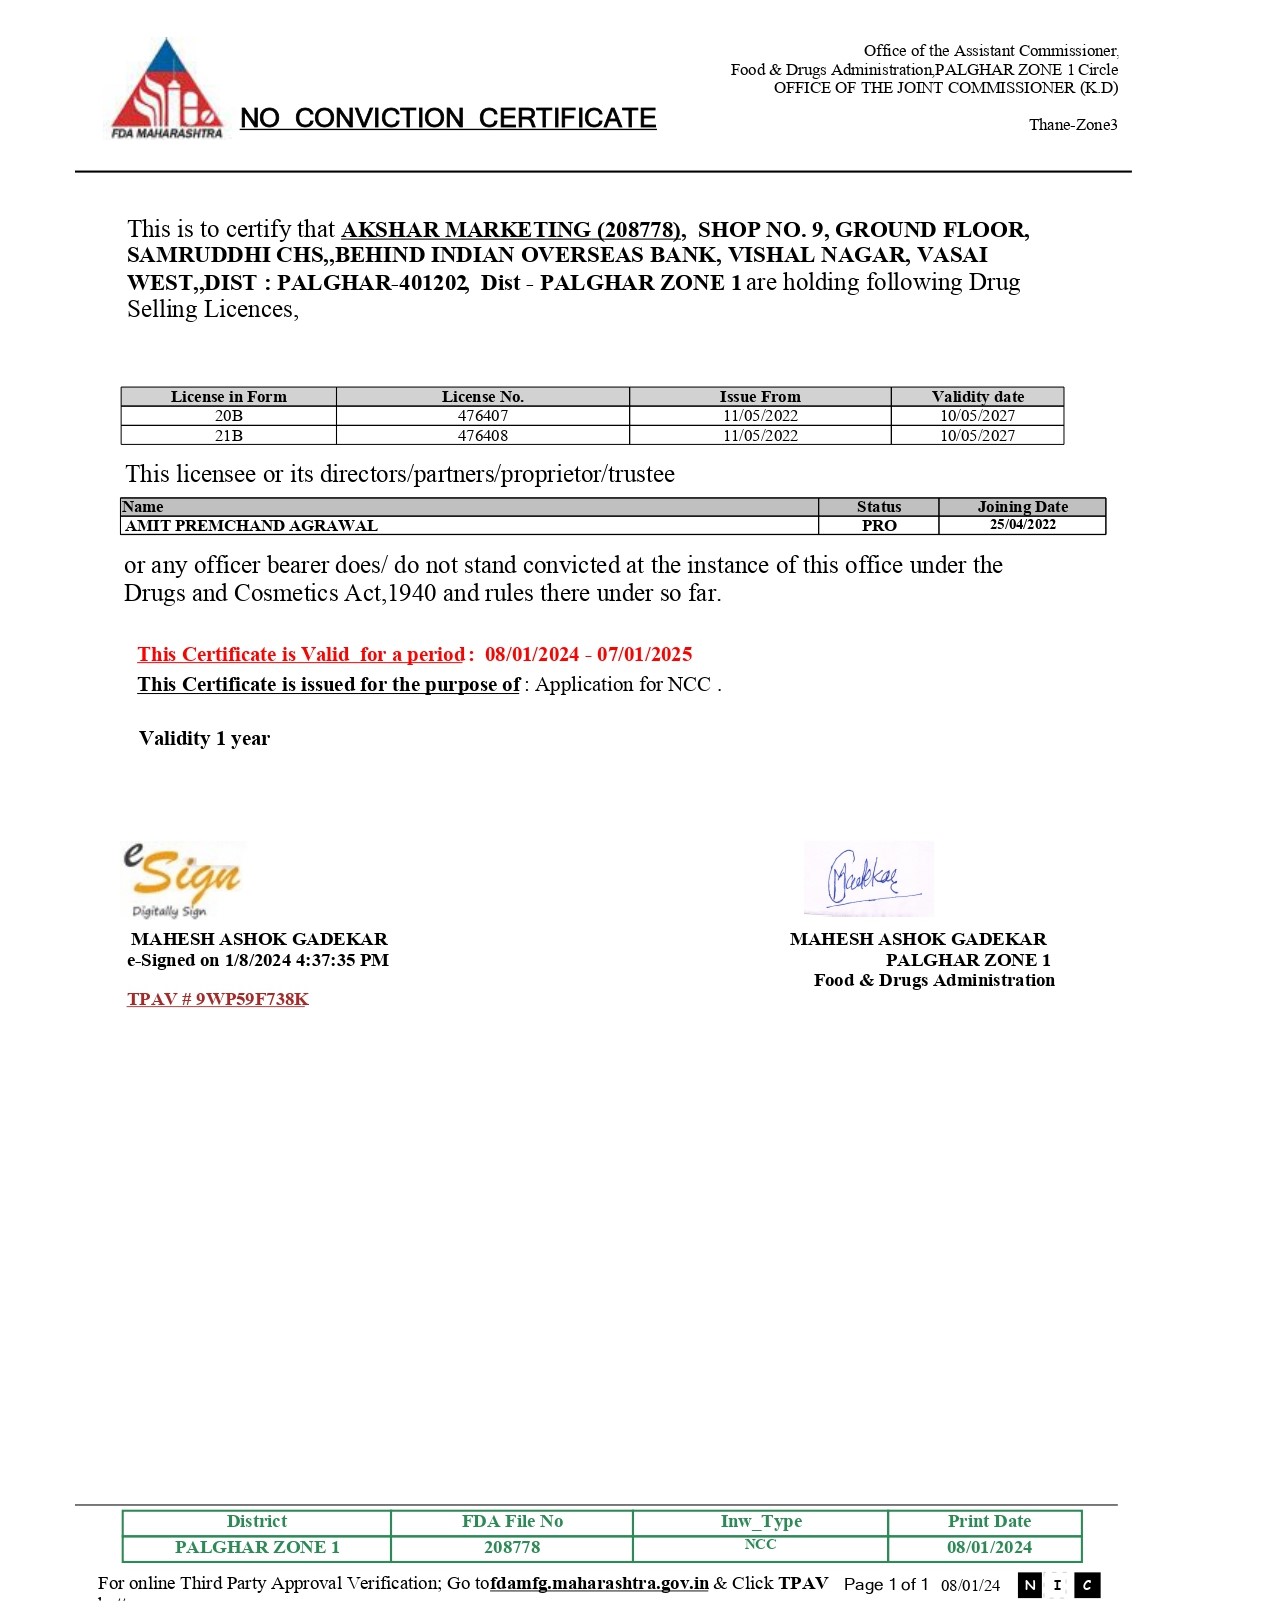 Office of the Assistant Commissioner,
Food & Drugs Administration,PALGHAR ZONE 1 Circle
OFFICE OF THE JOINT COMMISSIONER (K.D)
FDA MAHARASHTRA
NO CONVICTION CERTIFICATE
Thane-Zone3
This is to certify that AKSHAR MARKETING (208778), SHOP NO. 9, GROUND FLOOR,
SAMRUDDHI CHS,,BEHIND INDIAN OVERSEAS BANK, VISHAL NAGAR, VASAI
WEST,,DIST : PALGHAR-401202, Dist - PALGHAR ZONE 1 are holding following Drug
Selling Licences,
License in Form License No. Issue From Validity date
20B 476407 11/05/2022 10/05/2027
21B 476408 11/05/2022 10/05/2027
This licensee or its directors/partners/proprietor/trustee
Name Status Joining Date
AMIT PREMCHAND AGRAWAL PRO 25/04/2022
or any officer bearer does/ do not stand convicted at the instance of this office under the
Drugs and Cosmetics Act,1940 and rules there under so far.
This Certificate is Valid for a period : 08/01/2024 - 07/01/2025
This Certificate is issued for the purpose of : Application for NCC .
Validity 1 year
eSign
Digitally Sign
MAHESH ASHOK GADEKAR MAHESH ASHOK GADEKAR
e-Signed on 1/8/2024 4:37:35 PM PALGHAR ZONE 1
Food & Drugs Administration
TPAV # 9WP59F738K
District FDA File No Inw_Type Print Date
PALGHAR ZONE 1 208778 NCC 08/01/2024
For online Third Party Approval Verification; Go to fdamfg.maharashtra.gov.in & Click TPAV Page 1 of 1 08/01/24 N I C